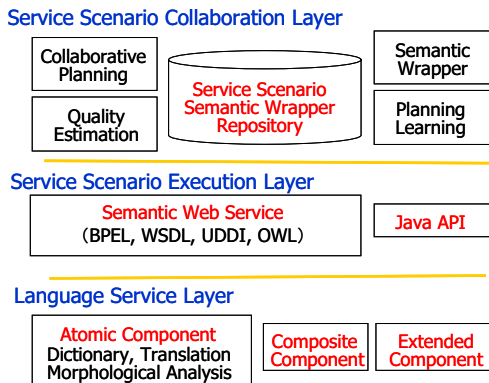 Service Scenario Collaboration Layer
Collaborative
Planning
Quality
Estimation
Service Scenario
Semantic Wrapper
Repository
Semantic
Wrapper
Planning
Learning
Service Scenario Execution Layer
Semantic Web Service
(BPEL, WSDL, UDDI, OWL)
Java API
Language Service Layer
Atomic Component
Dictionary, Translation
Morphological Analysis
Composite
Component
Extended
Component